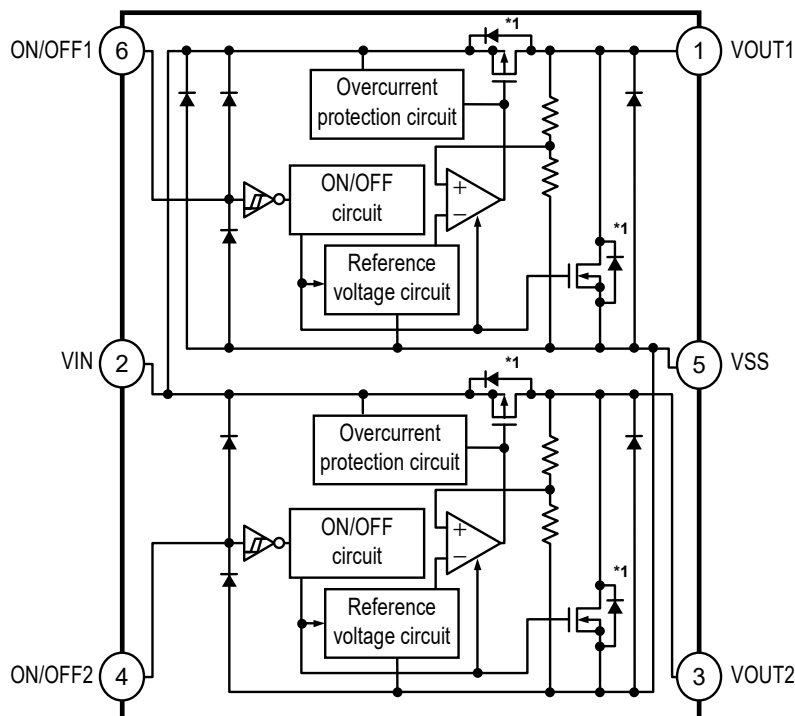 *1
ON/OFF1
6
1
VOUT1
Overcurrent
protection circuit
ON/OFF
circuit
+
−
*1
Reference
voltage circuit
VIN
2
5
VSS
*1
Overcurrent
protection circuit
ON/OFF
circuit
+
−
*1
Reference
voltage circuit
ON/OFF2
4
3
VOUT2